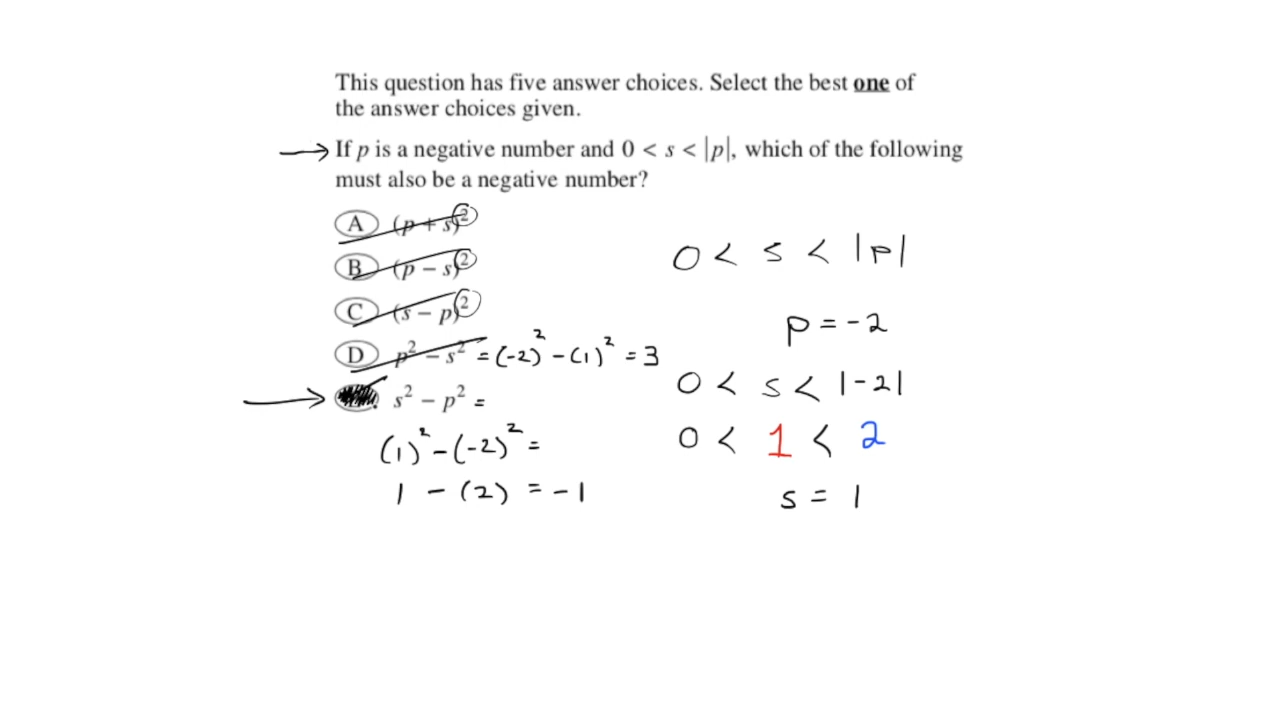 This question has five answer choices. Select the best one of
the answer choices given.
If p is a negative number and 0 < s < |p|, which of the following
must also be a negative number?
A (p + s)²
B (p − s)²
C (s − p)²
D p² − s² = (-2)² − (1)² = 3
s² − p² =
(1)² − (-2)² =
1 − (2) = −1
0 < s < |p|
p = -2
0 < s < |-2|
0 < 1 < 2
s = 1